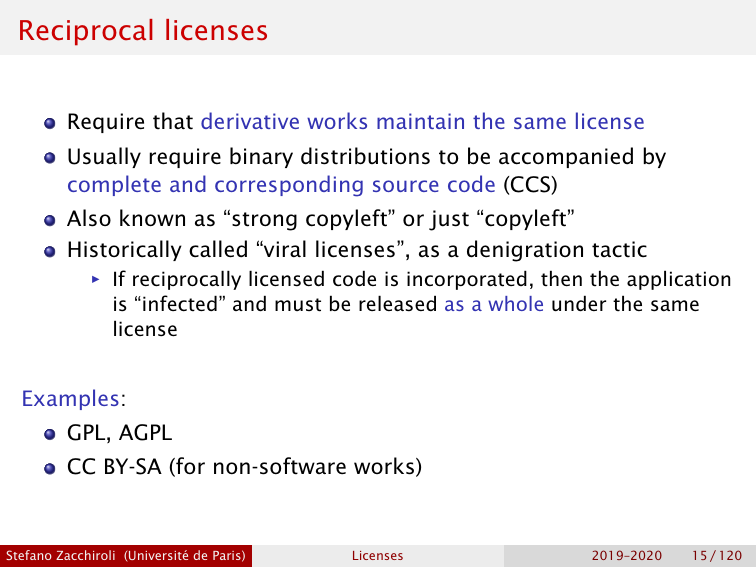 Reciprocal licenses
Require that derivative works maintain the same license
Usually require binary distributions to be accompanied by
complete and corresponding source code (CCS)
Also known as “strong copyleft” or just “copyleft”
Historically called “viral licenses”, as a denigration tactic
If reciprocally licensed code is incorporated, then the application
is “infected” and must be released as a whole under the same
license
Examples:
GPL, AGPL
CC BY-SA (for non-software works)
Stefano Zacchiroli (Université de Paris) Licenses 2019–2020 15 / 120